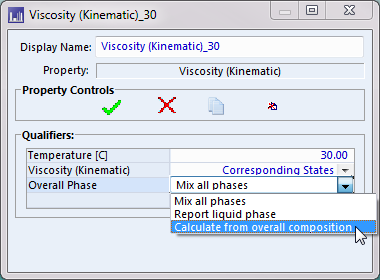 Viscosity (Kinematic)_30
Display Name: Viscosity (Kinematic)_30
Property: Viscosity (Kinematic)
Property Controls
Qualifiers:
Temperature [C] 30.00
Viscosity (Kinematic) Corresponding States
Overall Phase Mix all phases
Mix all phases
Report liquid phase
Calculate from overall composition